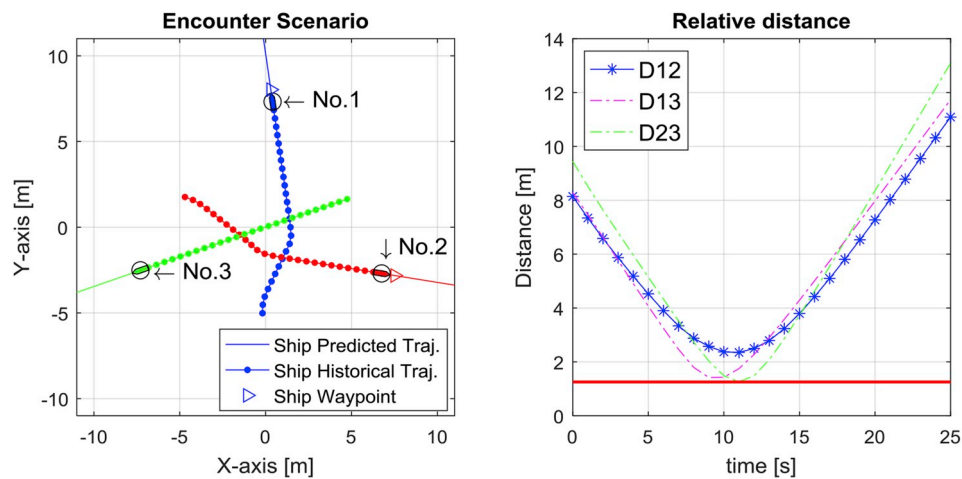 Encounter Scenario
10
5
0
-5
-10
Y-axis [m]
← No.1
↓ No.2
← No.3
Ship Predicted Traj.
Ship Historical Traj.
Ship Waypoint
-10 -5 0 5 10
X-axis [m]
Relative distance
14
12
10
8
6
4
2
0
Distance [m]
D12
D13
D23
0 5 10 15 20 25
time [s]